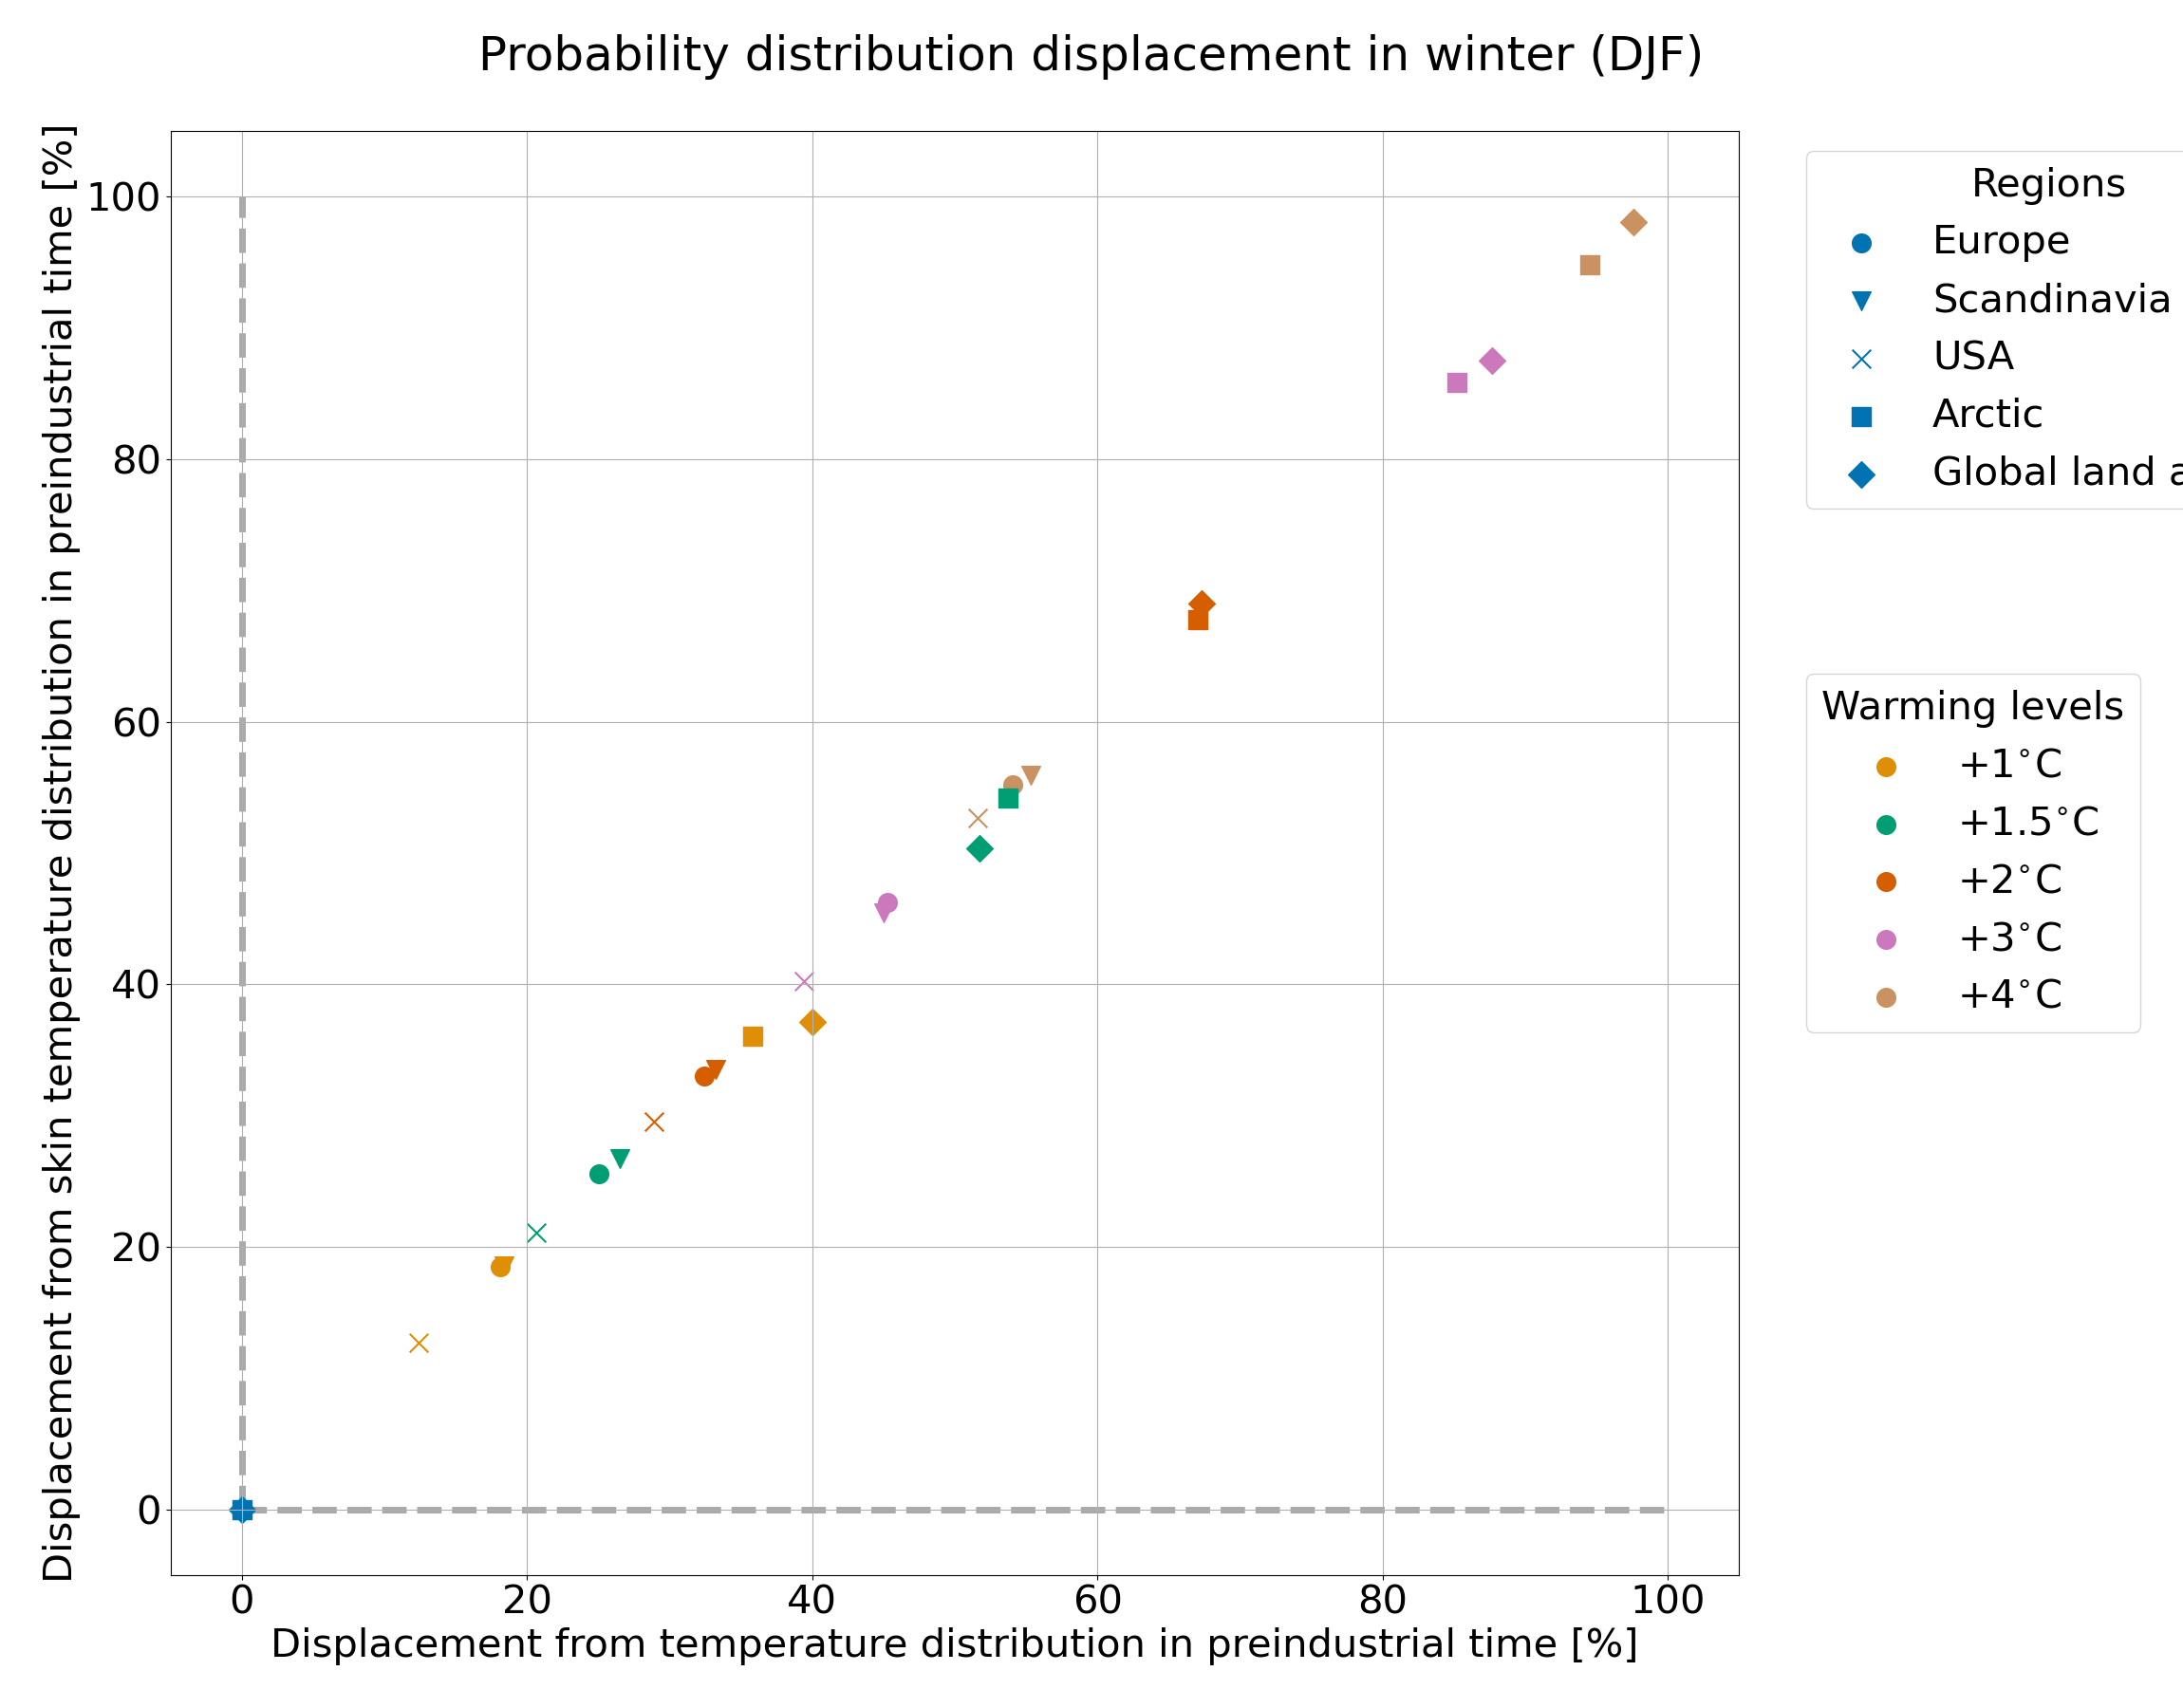 Probability distribution displacement in winter (DJF)
Displacement from skin temperature distribution in preindustrial time [%]
100
80
60
40
20
0
0 20 40 60 80 100
Displacement from temperature distribution in preindustrial time [%]
Regions
Europe
Scandinavia
USA
Arctic
Global land a
Warming levels
+1°C
+1.5°C
+2°C
+3°C
+4°C